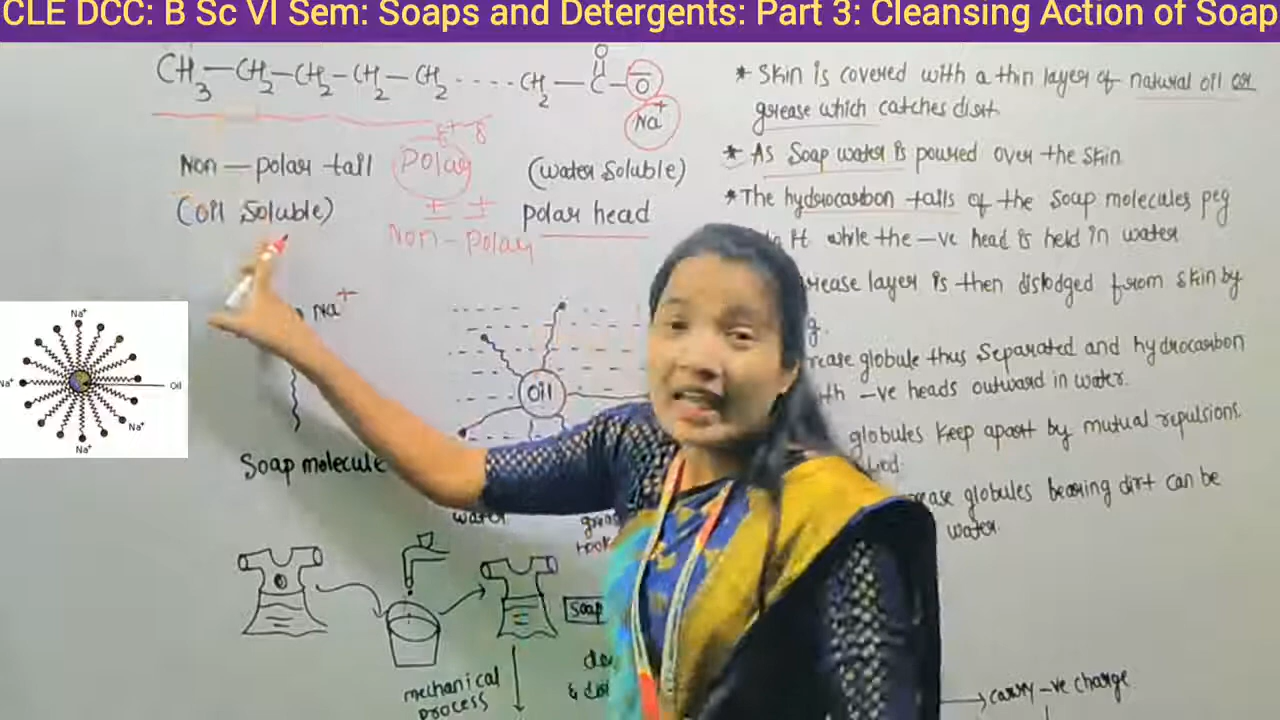 CLE DCC: B Sc VI Sem: Soaps and Detergents: Part 3: Cleansing Action of Soap
CH3—CH2—CH2—CH2—CH2 ---- CH2—C—O
O
Na+
Non—polar tail
(oil soluble)
Polar
δ+ δ
± ±
Non-Polar
(water soluble)
polar head
* Skin is covered with a thin layer of natural oil or
grease which catches dirt
* As Soap water is poured over the skin
* The hydrocarbon tails of the soap molecules peg
it while the -ve head is held in water
layer is then dislodged from skin by
globule thus separated and hydrocarbon
-ve heads outward in water.
globules keep apart by mutual repulsions.
globules bearing dirt can be
water.
Na+
Soap molecule
Oil
water
Na+
Na+
Oil
Na+
Na+
mechanical
process
soap
→ carry -ve charge